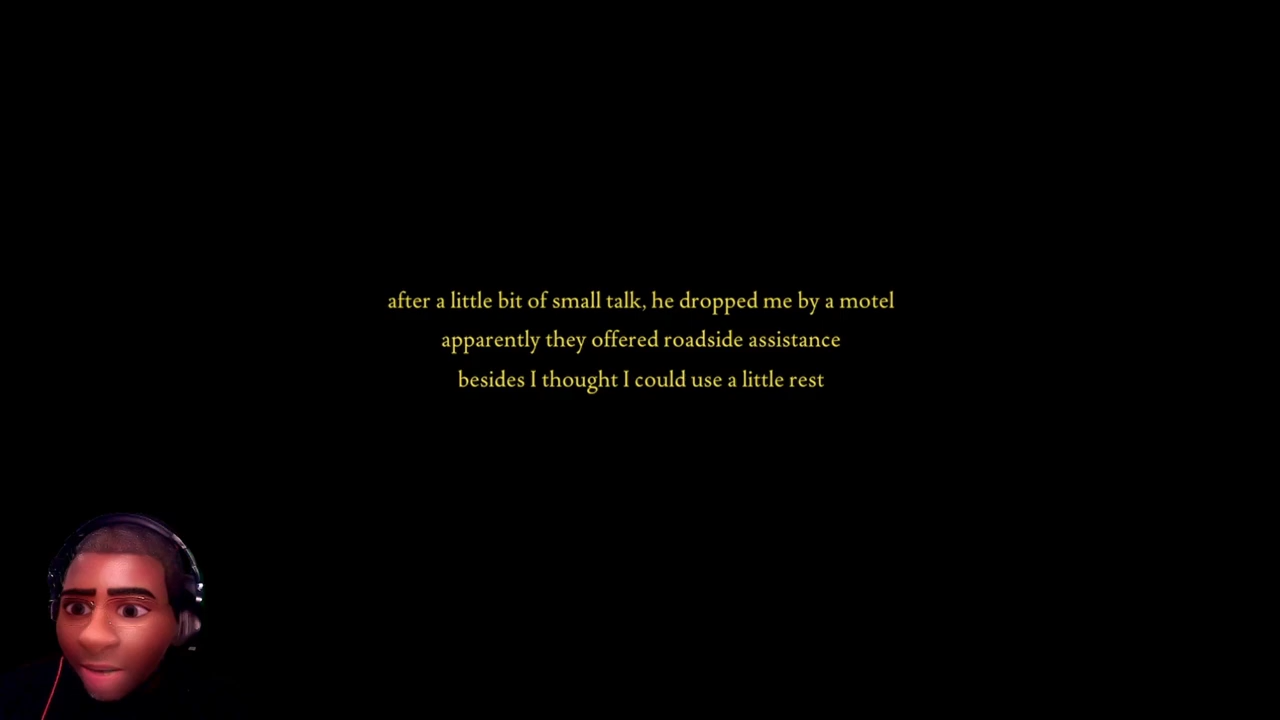 after a little bit of small talk, he dropped me by a motel
apparently they offered roadside assistance
besides I thought I could use a little rest